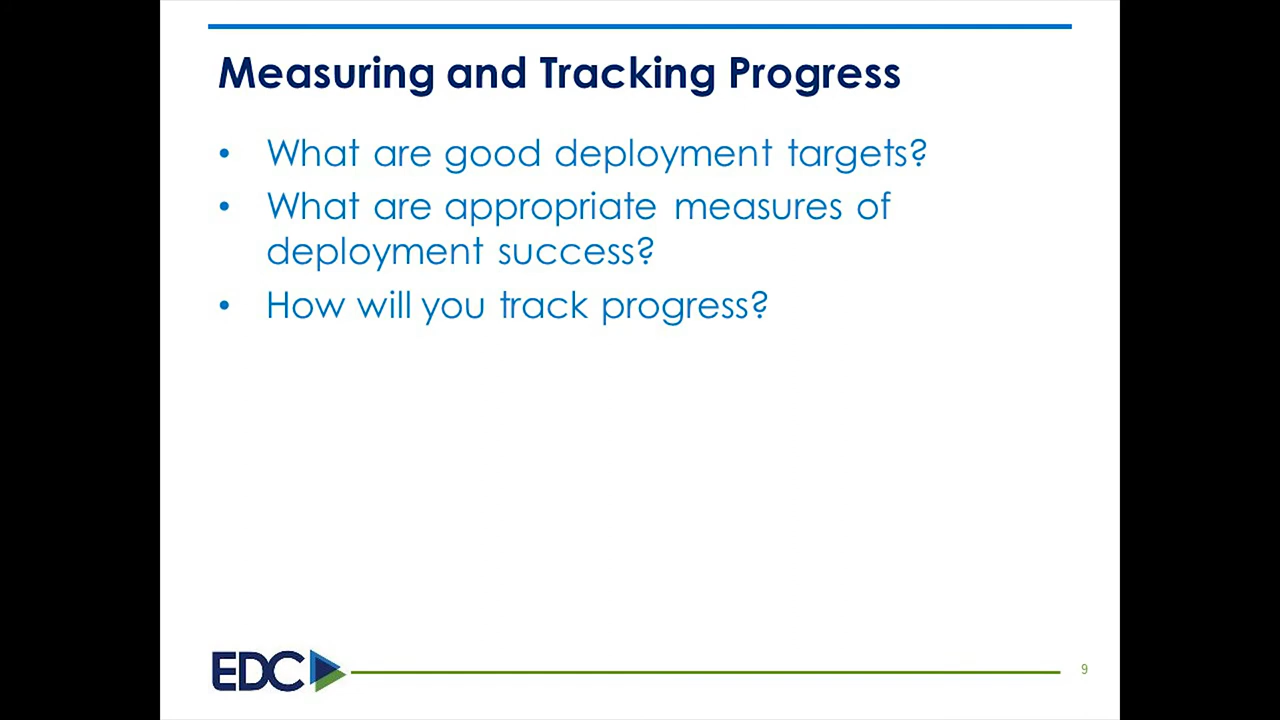 Measuring and Tracking Progress
• What are good deployment targets?
• What are appropriate measures of
deployment success?
• How will you track progress?
EDC
9